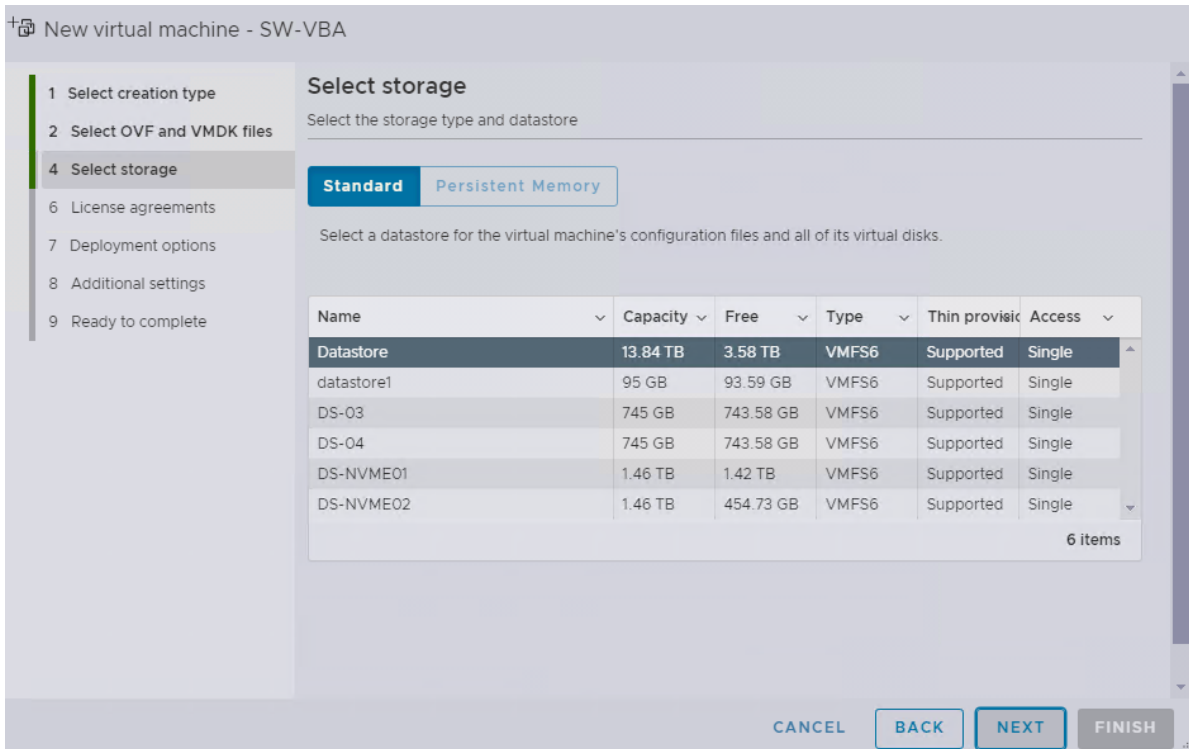 New virtual machine - SW-VBA
1 Select creation type
2 Select OVF and VMDK files
4 Select storage
6 License agreements
7 Deployment options
8 Additional settings
9 Ready to complete
Select storage
Select the storage type and datastore
Standard Persistent Memory
Select a datastore for the virtual machine's configuration files and all of its virtual disks.
Name Capacity Free Type Thin Access
Datastore 13.84 TB 3.58 TB VMFS6 Supported Single
datastore1 95 GB 93.59 GB VMFS6 Supported Single
DS-03 745 GB 743.58 GB VMFS6 Supported Single
DS-04 745 GB 743.58 GB VMFS6 Supported Single
DS-NVME01 1.46 TB 1.42 TB VMFS6 Supported Single
DS-NVME02 1.46 TB 454.73 GB VMFS6 Supported Single
6 items
CANCEL BACK NEXT FINISH